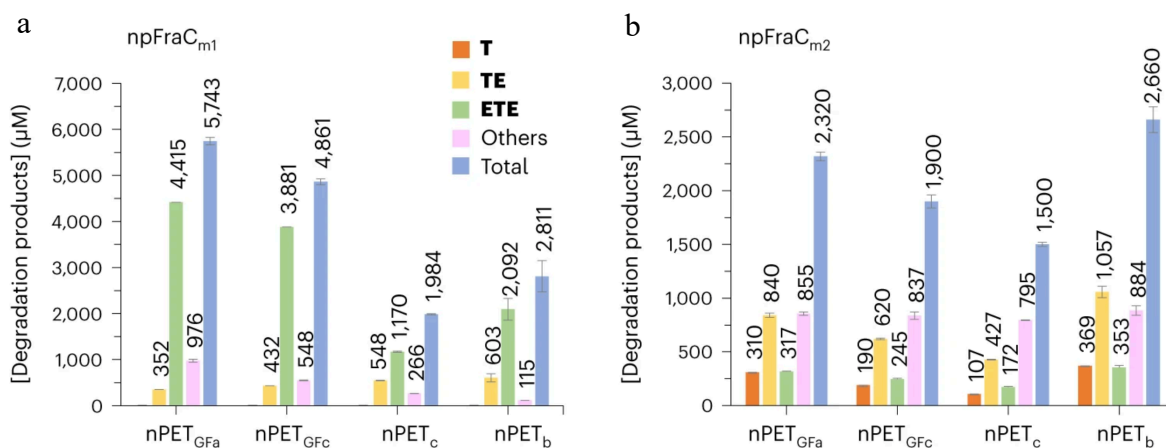 a
npFraCm1
[Degradation products] (μM)
7,000
6,000
5,000
4,000
3,000
2,000
1,000
0
352
4,415
976
5,743
432
3,881
548
4,861
548
1,170
266
1,984
603
2,092
115
2,811
nPETGFa
nPETGFc
nPETc
nPETb
T
TE
ETE
Others
Total
b
npFraCm2
[Degradation products] (μM)
3,000
2,500
2,000
1,500
1,000
500
0
310
840
317
855
2,320
190
620
245
837
1,900
107
427
172
795
1,500
369
1,057
353
884
2,660
nPETGFa
nPETGFc
nPETc
nPETb